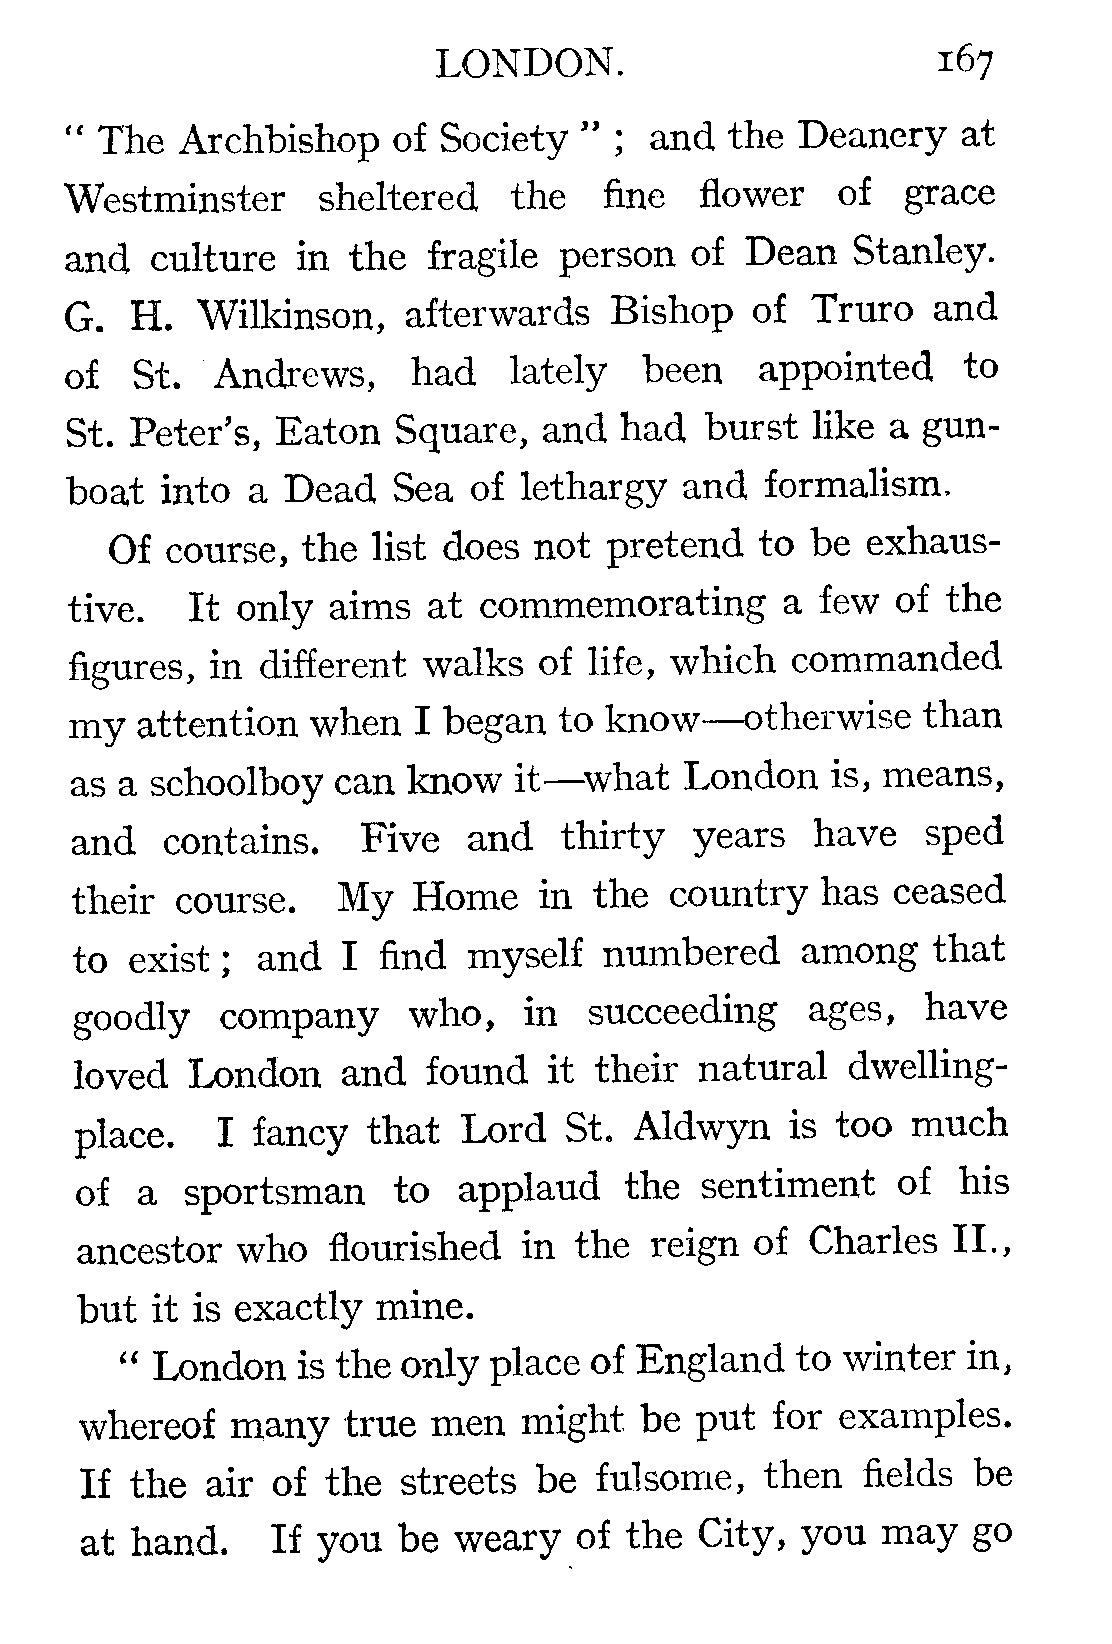 LONDON. 167
“ The Archbishop of Society ” ; and the Deanery at
Westminster sheltered the fine flower of grace
and culture in the fragile person of Dean Stanley.
G. H. Wilkinson, afterwards Bishop of Truro and
of St. Andrews, had lately been appointed to
St. Peter’s, Eaton Square, and had burst like a gun-
boat into a Dead Sea of lethargy and formalism.
Of course, the list does not pretend to be exhaus-
tive. It only aims at commemorating a few of the
figures, in different walks of life, which commanded
my attention when I began to know—otherwise than
as a schoolboy can know it—what London is, means,
and contains. Five and thirty years have sped
their course. My Home in the country has ceased
to exist ; and I find myself numbered among that
goodly company who, in succeeding ages, have
loved London and found it their natural dwelling-
place. I fancy that Lord St. Aldwyn is too much
of a sportsman to applaud the sentiment of his
ancestor who flourished in the reign of Charles II.,
but it is exactly mine.
“ London is the only place of England to winter in,
whereof many true men might be put for examples.
If the air of the streets be fulsome, then fields be
at hand. If you be weary of the City, you may go